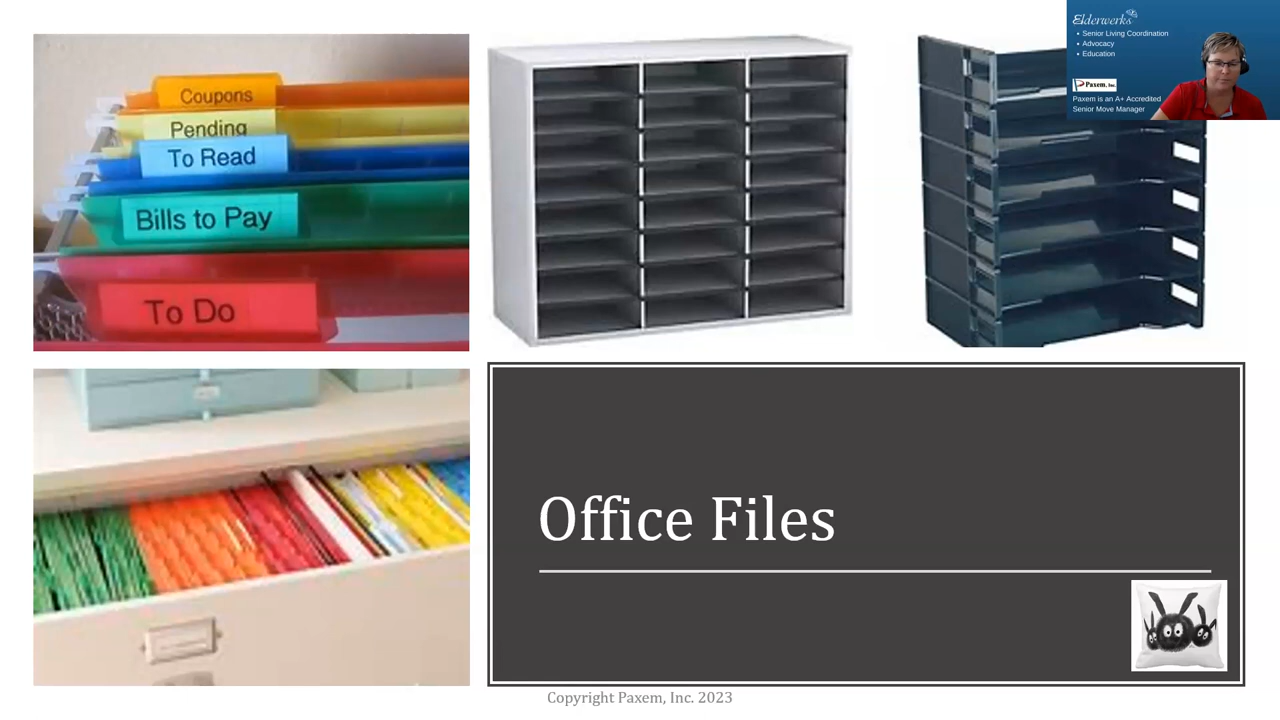 Coupons
Pending
To Read
Bills to Pay
To Do
Elderwerks
• Senior Living Coordination
• Advocacy
• Education
Paxem, Inc.
Paxem is an A+ Accredited
Senior Move Manager
Office Files
Copyright Paxem, Inc. 2023